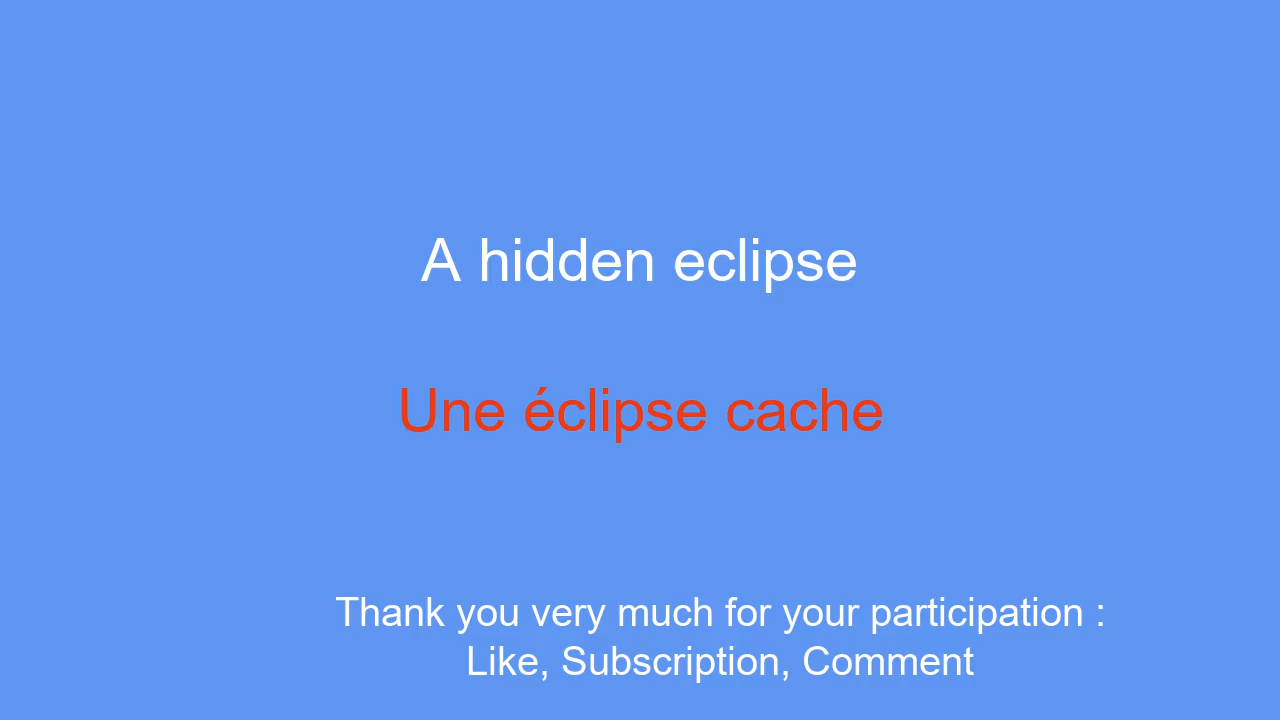 A hidden eclipse
Une éclipse cache
Thank you very much for your participation :
Like, Subscription, Comment